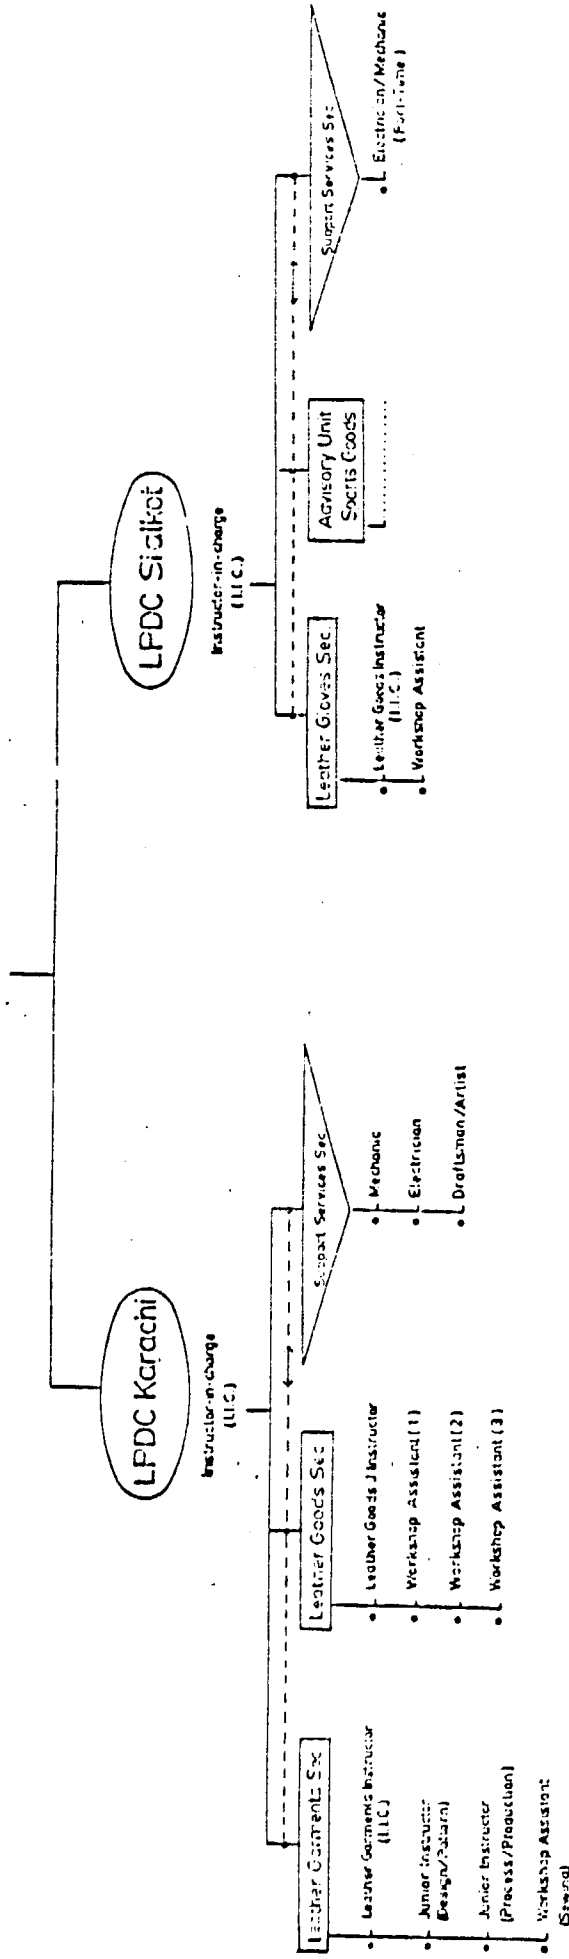 LPDC Karachi
Instructor-in-charge
(I.I.C.)
Leather Garments Sec
Leather Garments Instructor
(I.I.C.)
Junior Instructor
(Design/Pattern)
Junior Instructor
(Process/Production)
Workshop Assistant
(Sewing)
Leather Goods Sec
Leather Goods J Instructor
Workshop Assistant (1)
Workshop Assistant (2)
Workshop Assistant (3)
Support Services Sec
Mechanic
Electrician
Draftsman/Artist
LPDC Sialkot
Instructor-in-charge
(I.I.C.)
Leather Gloves Sec.
Leather Goods Instructor
(I.I.C.)
Workshop Assistant
Advisory Unit
Sports Goods
Support Services Sec
Electrician/Mechanic
(Part-Time)